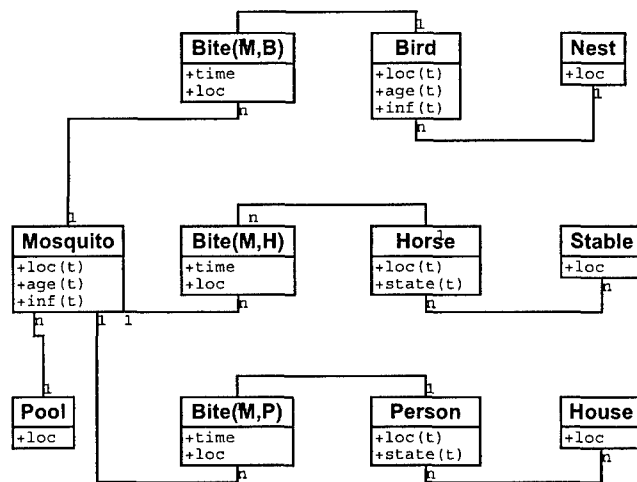 1
Bite(M,B)
+time
+loc
n
Bird
+loc(t)
+age(t)
+inf(t)
n
Nest
+loc
1
1
Mosquito
+loc(t)
+age(t)
+inf(t)
n
1
1
n
Bite(M,H)
+time
+loc
n
1
Horse
+loc(t)
+state(t)
n
Stable
+loc
n
1
Pool
+loc
Bite(M,P)
+time
+loc
n
1
Person
+loc(t)
+state(t)
n
House
+loc
n